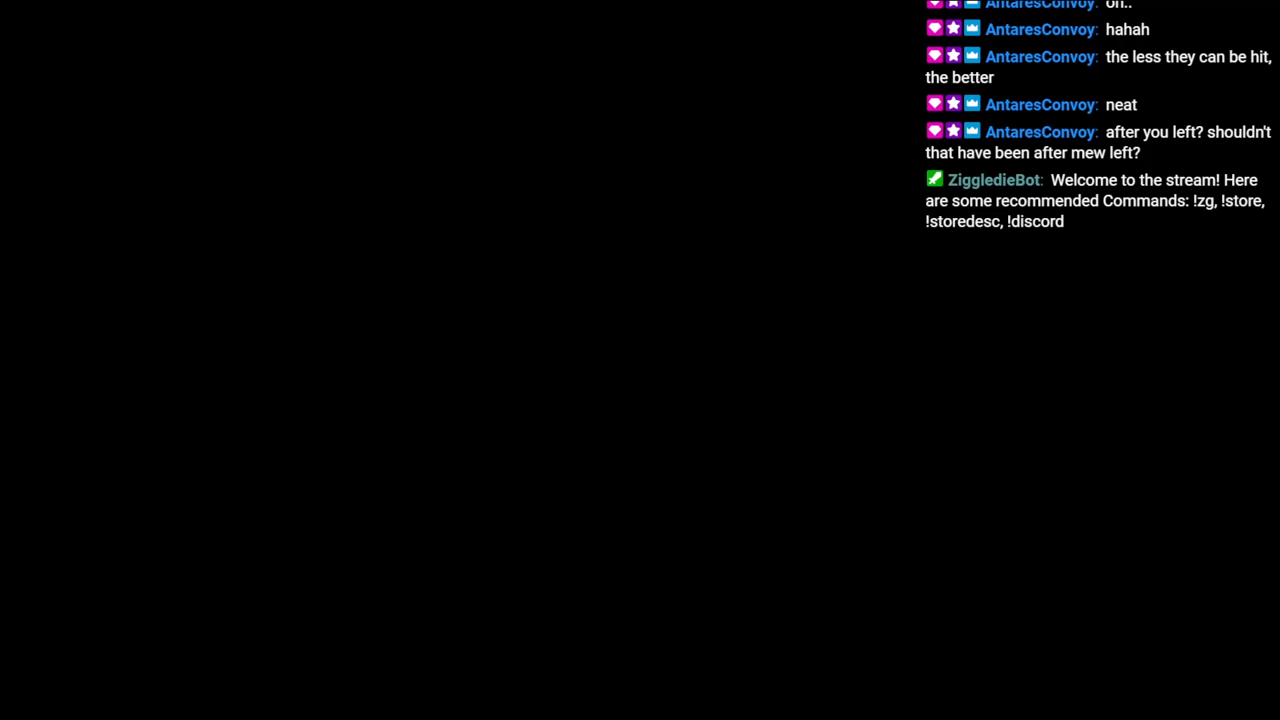 AntaresConvoy: oh..
AntaresConvoy: hahah
AntaresConvoy: the less they can be hit,
the better
AntaresConvoy: neat
AntaresConvoy: after you left? shouldn't
that have been after mew left?
ZiggledieBot: Welcome to the stream! Here
are some recommended Commands: !zg, !store,
!storedesc, !discord